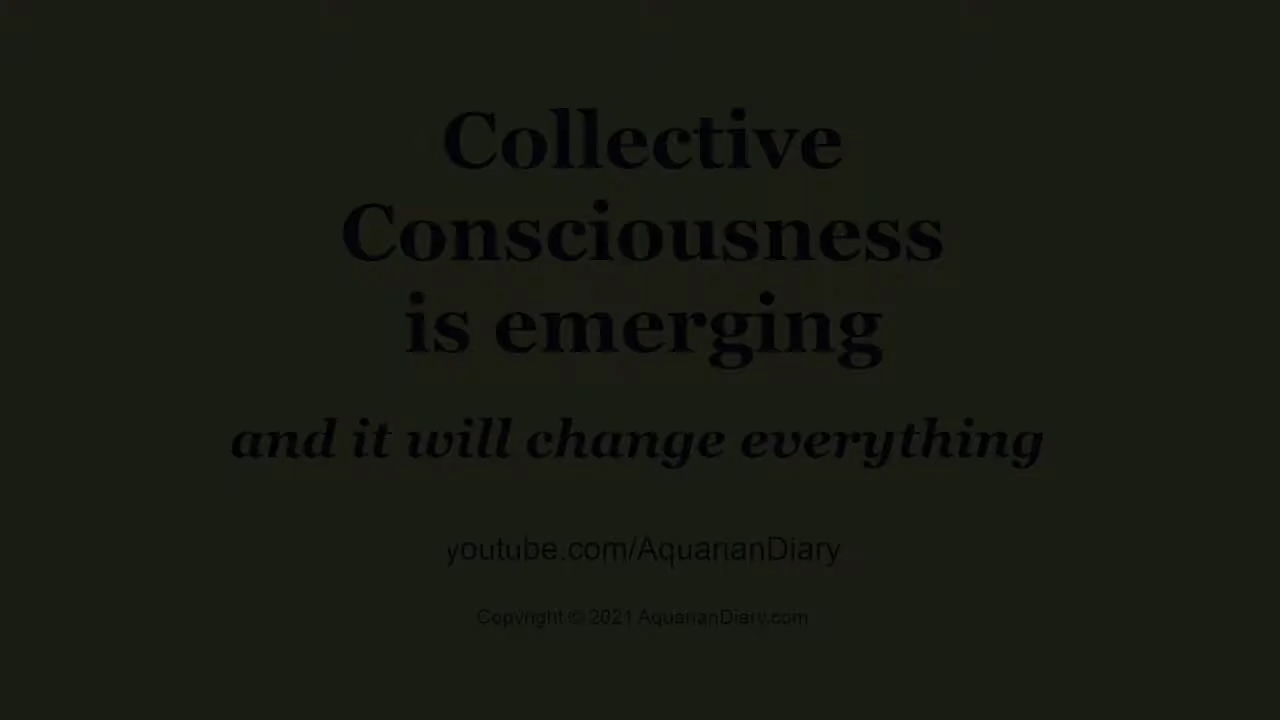 Collective
Consciousness
is emerging
and it will change everything
youtube.com/AquarianDiary
Copyright © 2021 AquarianDiary.com